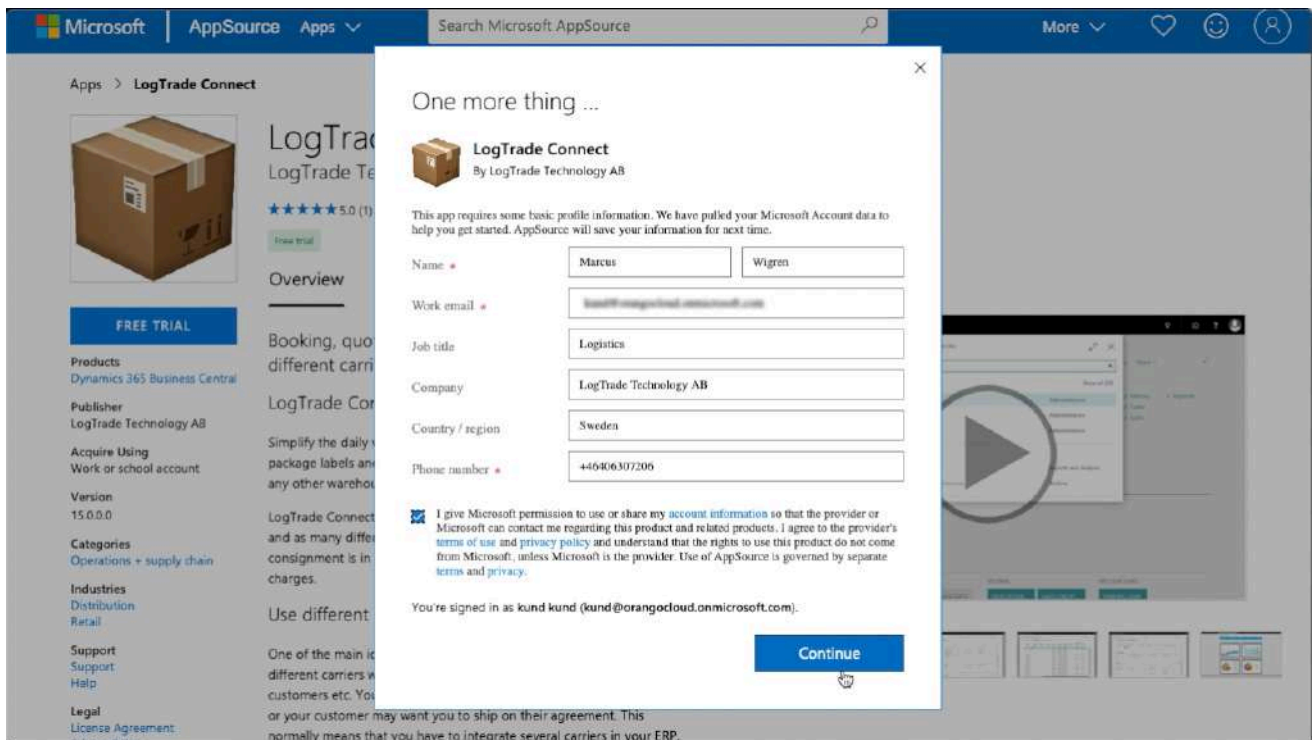 Microsoft AppSource Apps Search Microsoft AppSource More
Apps > LogTrade Connect
LogTrad
LogTrade Te
5.0 (1)
Free trial
Overview
FREE TRIAL
Booking, quo
different carri
Products
Dynamics 365 Business Central
Publisher
LogTrade Technology AB
LogTrade Con
Acquire Using
Work or school account
Simplify the daily
package labels an
any other warehou
Version
15.0.0.0
LogTrade Connect
and as many differ
consignment is in
charges.
Categories
Operations + supply chain
Industries
Distribution
Retail
Use different
Support
Support
Help
One of the main
different carriers
customers etc. You
or your customer may want you to ship on their agreement. This
normally means that you have to integrate several carriers in your ERP.
Legal
License Agreement
One more thing ...
LogTrade Connect
By LogTrade Technology AB
This app requires some basic profile information. We have pulled your Microsoft Account data to
help you get started. AppSource will save your information for next time.
Name * Marcus Wigren
Work email *
Job title Logistics
Company LogTrade Technology AB
Country / region Sweden
Phone number * +46406307206
I give Microsoft permission to use or share my account information so that the provider or
Microsoft can contact me regarding this product and related products. I agree to the provider's
terms of use and privacy policy and understand that the rights to use this product do not come
from Microsoft, unless Microsoft is the provider. Use of AppSource is governed by separate
terms and privacy.
You're signed in as kund kund (kund@orangocloud.onmicrosoft.com).
Continue